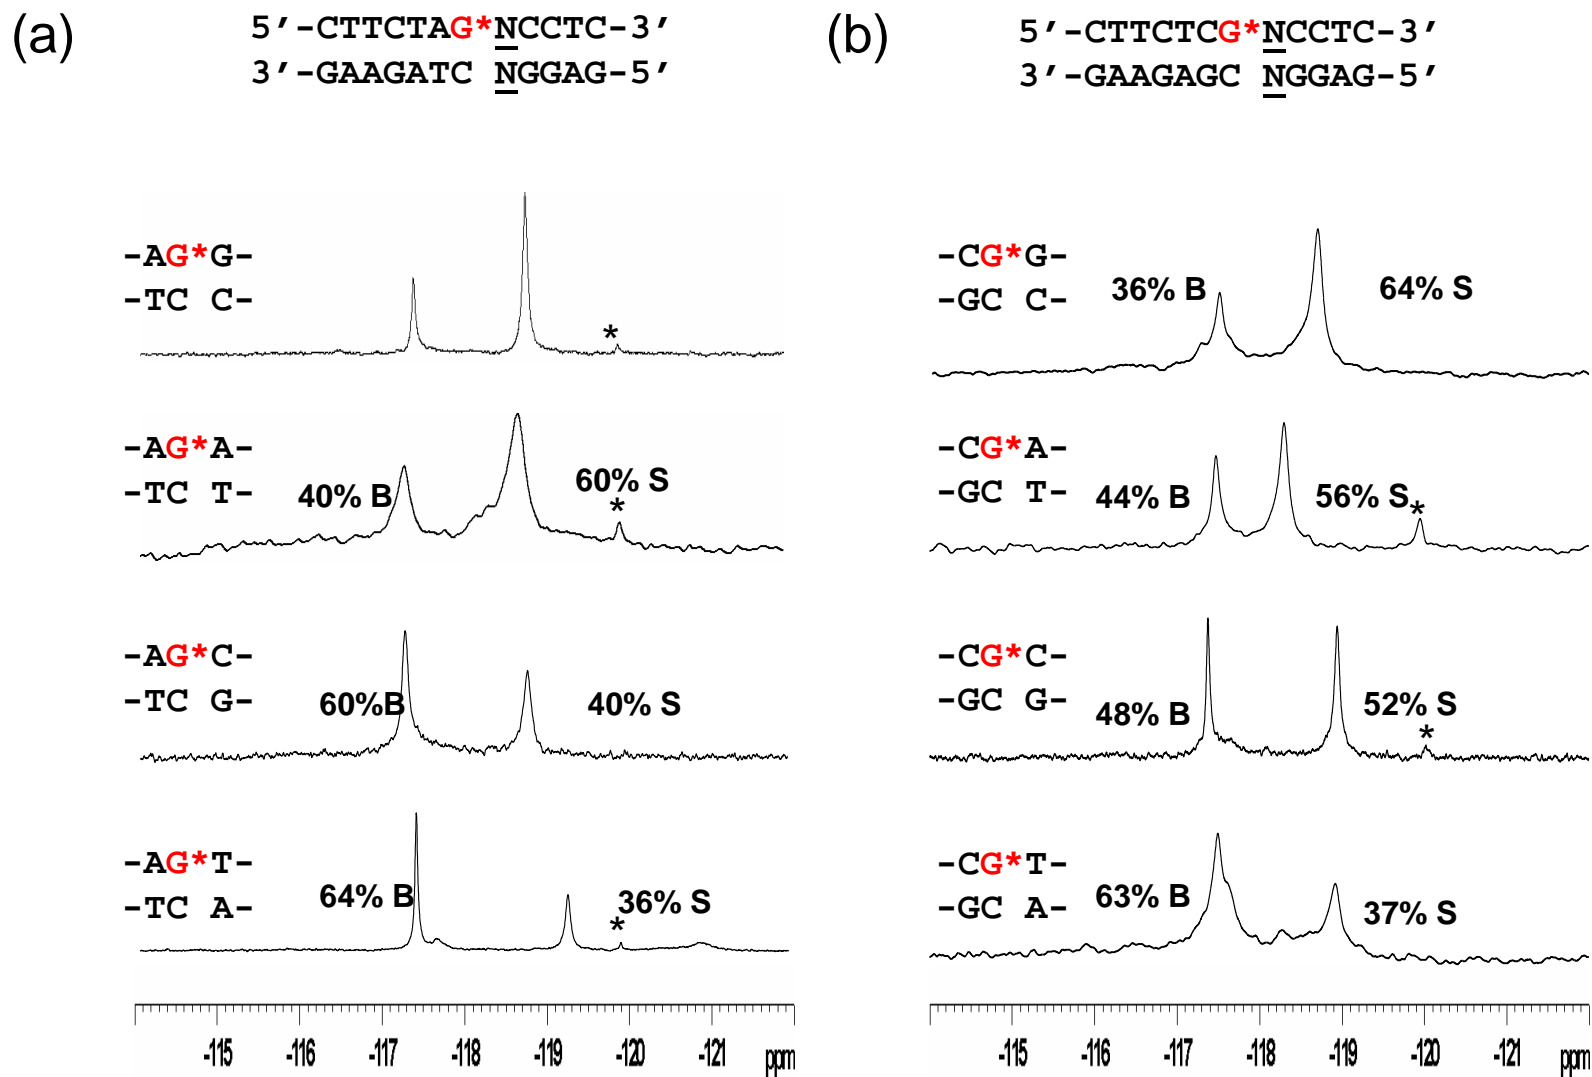 (a)
5′-CTTCTAG*NCCTC-3′
3′-GAAGATC NGGAG-5′
-AG*G-
-TC C-
*
-AG*A-
-TC T-
40% B
60% S
*
-AG*C-
-TC G-
60%B
40% S
-AG*T-
-TC A-
64% B
36% S
*
-115 -116 -117 -118 -119 -120 -121 ppm
(b)
5′-CTTCTCG*NCCTC-3′
3′-GAAGAGC NGGAG-5′
-CG*G-
-GC C-
36% B
64% S
-CG*A-
-GC T-
44% B
56% S
*
-CG*C-
-GC G-
48% B
52% S
*
-CG*T-
-GC A-
63% B
37% S
-115 -116 -117 -118 -119 -120 -121 ppm